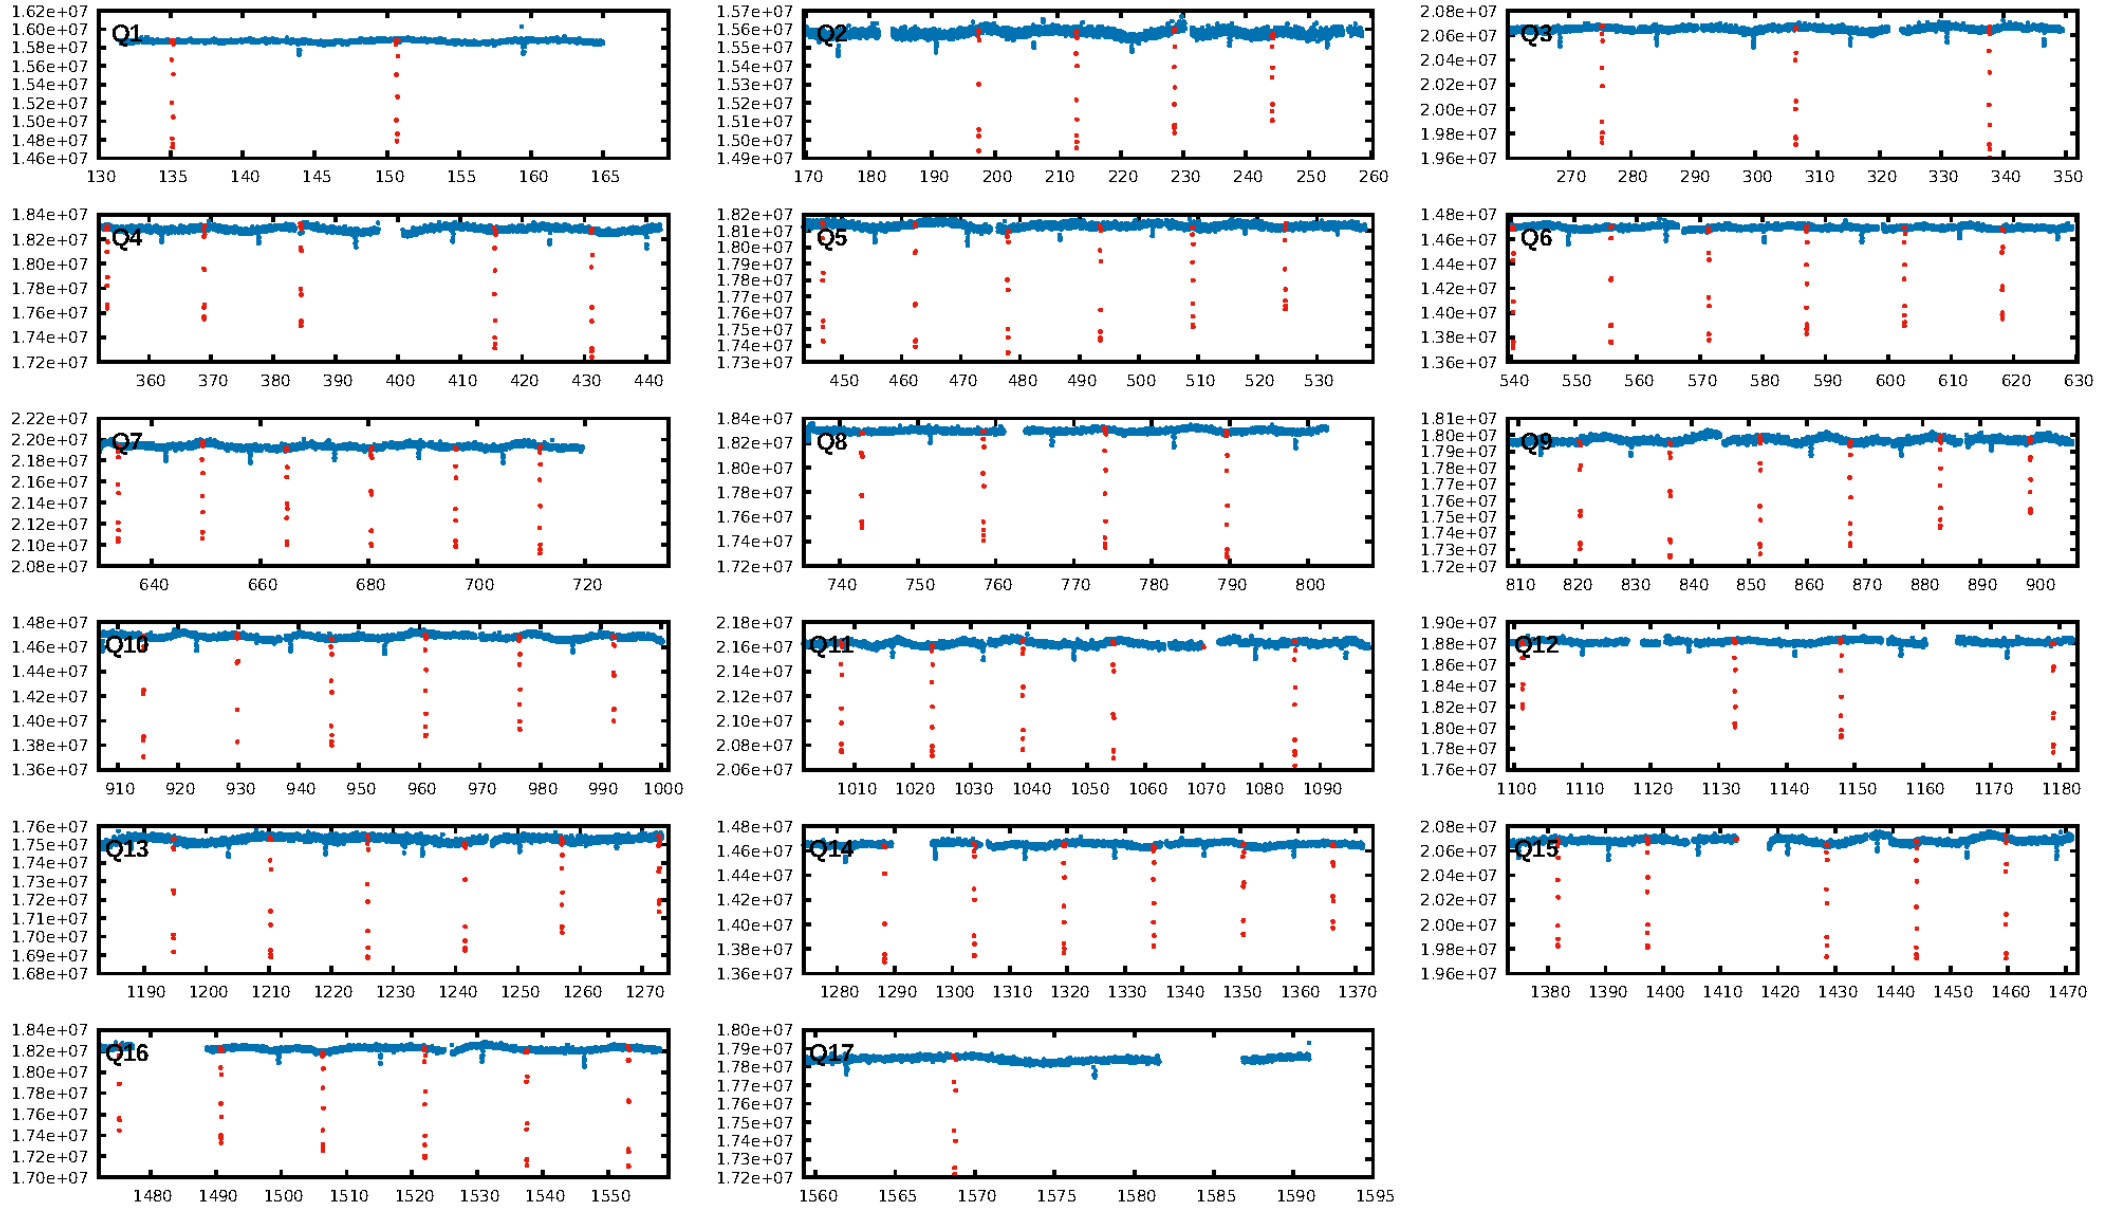 1.62e+07
1.60e+07
1.58e+07
1.56e+07
1.54e+07
1.52e+07
1.50e+07
1.48e+07
1.46e+07
Q1
130 135 140 145 150 155 160 165
1.57e+07
1.56e+07
1.55e+07
1.54e+07
1.53e+07
1.52e+07
1.51e+07
1.50e+07
1.49e+07
Q2
170 180 190 200 210 220 230 240 250 260
2.08e+07
2.06e+07
2.04e+07
2.02e+07
2.00e+07
1.98e+07
1.96e+07
Q3
270 280 290 300 310 320 330 340 350
1.84e+07
1.82e+07
1.80e+07
1.78e+07
1.76e+07
1.74e+07
1.72e+07
Q4
360 370 380 390 400 410 420 430 440
1.82e+07
1.81e+07
1.80e+07
1.79e+07
1.78e+07
1.77e+07
1.76e+07
1.75e+07
1.74e+07
1.73e+07
Q5
450 460 470 480 490 500 510 520 530
1.48e+07
1.46e+07
1.44e+07
1.42e+07
1.40e+07
1.38e+07
1.36e+07
Q6
540 550 560 570 580 590 600 610 620 630
2.22e+07
2.20e+07
2.18e+07
2.16e+07
2.14e+07
2.12e+07
2.10e+07
2.08e+07
Q7
640 660 680 700 720
1.84e+07
1.82e+07
1.80e+07
1.78e+07
1.76e+07
1.74e+07
1.72e+07
Q8
740 750 760 770 780 790 800
1.81e+07
1.80e+07
1.79e+07
1.78e+07
1.77e+07
1.76e+07
1.75e+07
1.74e+07
1.73e+07
1.72e+07
Q9
810 820 830 840 850 860 870 880 890 900
1.48e+07
1.46e+07
1.44e+07
1.42e+07
1.40e+07
1.38e+07
1.36e+07
Q10
910 920 930 940 950 960 970 980 990 1000
2.18e+07
2.16e+07
2.14e+07
2.12e+07
2.10e+07
2.08e+07
2.06e+07
Q11
1010 1020 1030 1040 1050 1060 1070 1080 1090
1.90e+07
1.88e+07
1.86e+07
1.84e+07
1.82e+07
1.80e+07
1.78e+07
1.76e+07
Q12
1100 1110 1120 1130 1140 1150 1160 1170 1180
1.76e+07
1.75e+07
1.74e+07
1.73e+07
1.72e+07
1.71e+07
1.70e+07
1.69e+07
1.68e+07
Q13
1190 1200 1210 1220 1230 1240 1250 1260 1270
1.48e+07
1.46e+07
1.44e+07
1.42e+07
1.40e+07
1.38e+07
1.36e+07
Q14
1280 1290 1300 1310 1320 1330 1340 1350 1360 1370
2.08e+07
2.06e+07
2.04e+07
2.02e+07
2.00e+07
1.98e+07
1.96e+07
Q15
1380 1390 1400 1410 1420 1430 1440 1450 1460 1470
1.84e+07
1.82e+07
1.80e+07
1.78e+07
1.76e+07
1.74e+07
1.72e+07
1.70e+07
Q16
1480 1490 1500 1510 1520 1530 1540 1550
1.80e+07
1.79e+07
1.78e+07
1.77e+07
1.76e+07
1.75e+07
1.74e+07
1.73e+07
1.72e+07
Q17
1560 1565 1570 1575 1580 1585 1590 1595